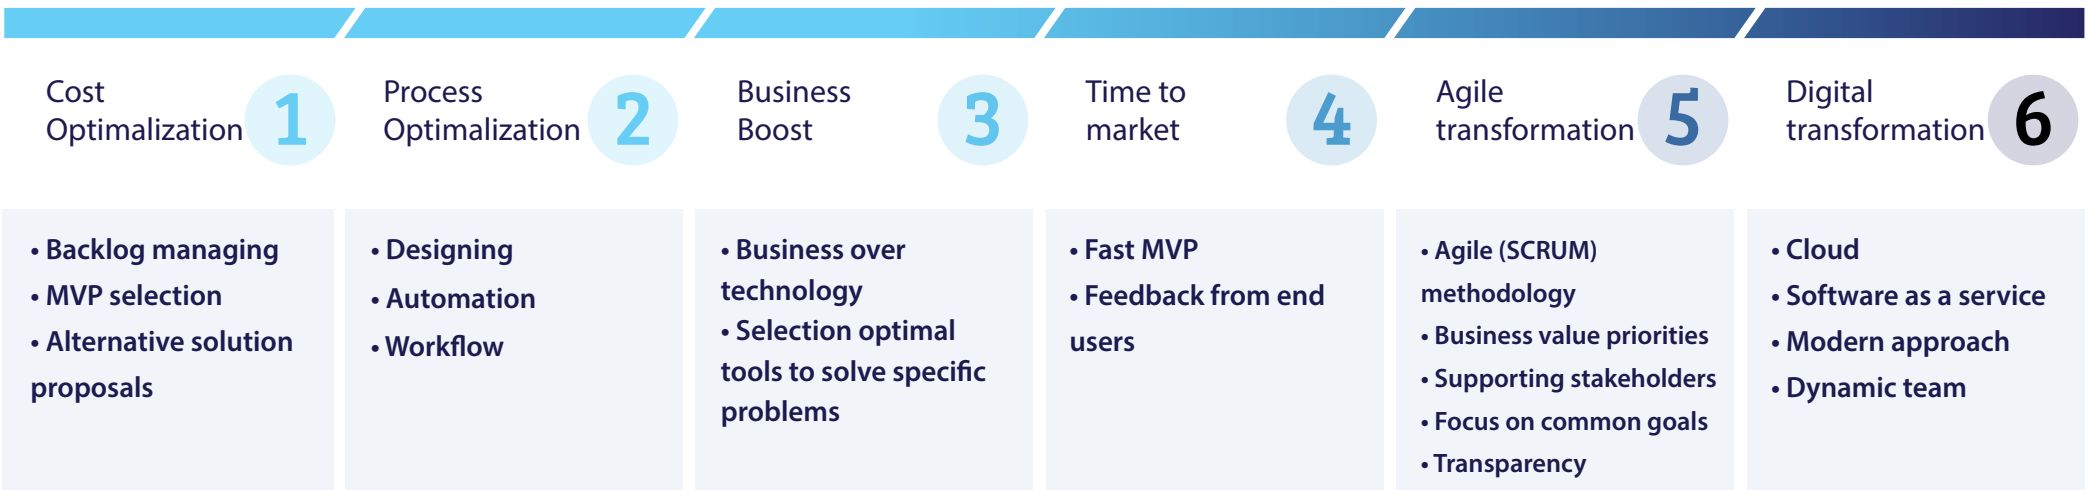 Cost
Optimalization
1
Process
Optimalization
2
Business
Boost
3
Time to
market
4
Agile
transformation
5
Digital
transformation
6
• Backlog managing
• MVP selection
• Alternative solution
proposals
• Designing
• Automation
• Workflow
• Business over
technology
• Selection optimal
tools to solve specific
problems
• Fast MVP
• Feedback from end
users
• Agile (SCRUM)
methodology
• Business value priorities
• Supporting stakeholders
• Focus on common goals
• Transparency
• Cloud
• Software as a service
• Modern approach
• Dynamic team